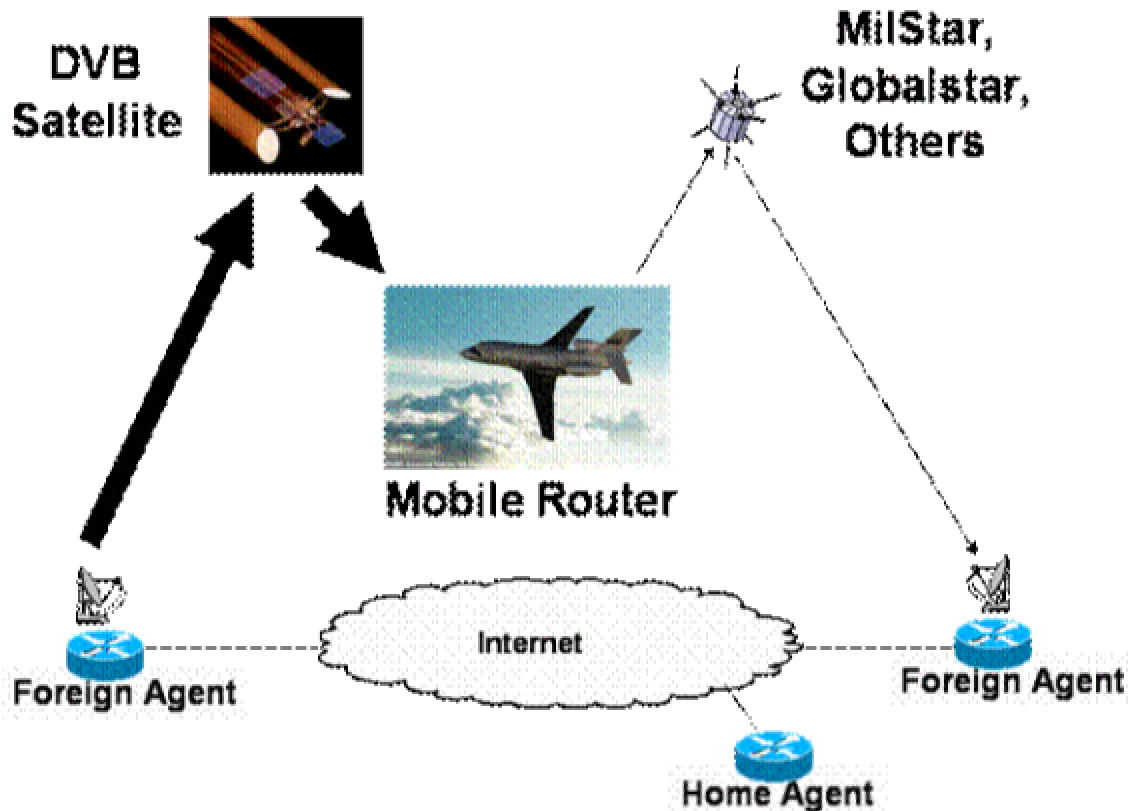 DVB
Satellite
MilStar,
Globalstar,
Others
Mobile Router
Internet
Foreign Agent
Foreign Agent
Home Agent